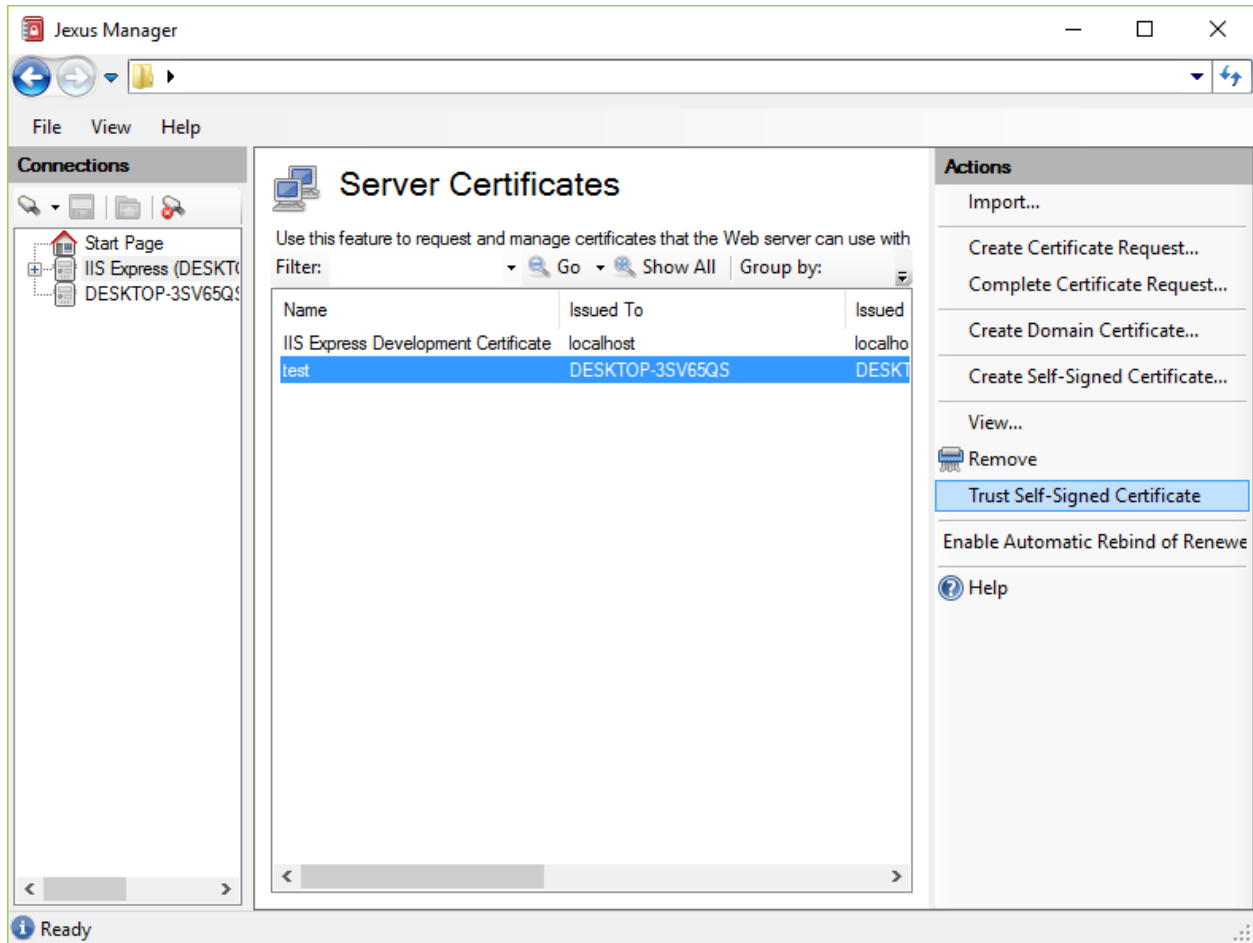 Jexus Manager
File View Help
Connections
Start Page
IIS Express (DESKT
DESKTOP-3SV65QS
Server Certificates
Use this feature to request and manage certificates that the Web server can use with
Filter: Go Show All Group by:
Name Issued To Issued
IIS Express Development Certificate localhost localho
test DESKTOP-3SV65QS DESKT
Actions
Import...
Create Certificate Request...
Complete Certificate Request...
Create Domain Certificate...
Create Self-Signed Certificate...
View...
Remove
Trust Self-Signed Certificate
Enable Automatic Rebind of Renewe
Help
Ready